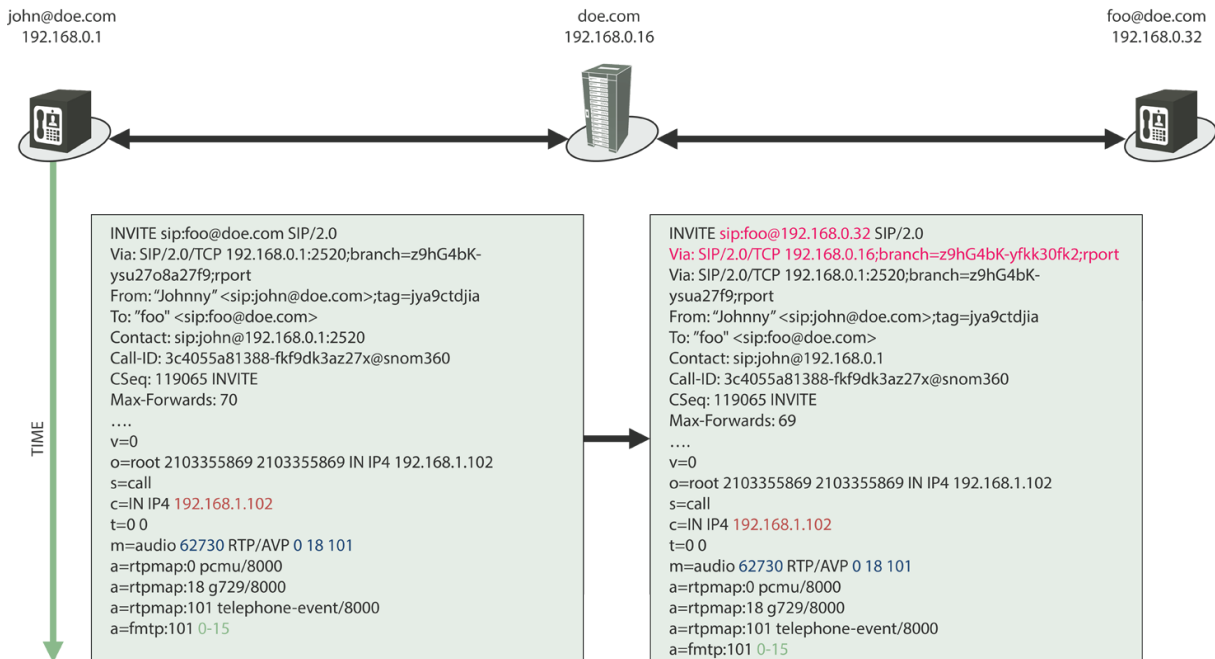 john@doe.com
192.168.0.1
doe.com
192.168.0.16
foo@doe.com
192.168.0.32
TIME
INVITE sip:foo@doe.com SIP/2.0
Via: SIP/2.0/TCP 192.168.0.1:2520;branch=z9hG4bK-
ysu27o8a27f9;rport
From: “Johnny” <sip:john@doe.com>;tag=jya9ctdjia
To: ”foo" <sip:foo@doe.com>
Contact: sip:john@192.168.0.1:2520
Call-ID: 3c4055a81388-fkf9dk3az27x@snom360
CSeq: 119065 INVITE
Max-Forwards: 70
….
v=0
o=root 2103355869 2103355869 IN IP4 192.168.1.102
s=call
c=IN IP4 192.168.1.102
t=0 0
m=audio 62730 RTP/AVP 0 18 101
a=rtpmap:0 pcmu/8000
a=rtpmap:18 g729/8000
a=rtpmap:101 telephone-event/8000
a=fmtp:101 0-15
INVITE sip:foo@192.168.0.32 SIP/2.0
Via: SIP/2.0/TCP 192.168.0.16;branch=z9hG4bK-yfkk30fk2;rport
Via: SIP/2.0/TCP 192.168.0.1:2520;branch=z9hG4bK-
ysua27f9;rport
From: “Johnny” <sip:john@doe.com>;tag=jya9ctdjia
To: ”foo" <sip:foo@doe.com>
Contact: sip:john@192.168.0.1
Call-ID: 3c4055a81388-fkf9dk3az27x@snom360
CSeq: 119065 INVITE
Max-Forwards: 69
….
v=0
o=root 2103355869 2103355869 IN IP4 192.168.1.102
s=call
c=IN IP4 192.168.1.102
t=0 0
m=audio 62730 RTP/AVP 0 18 101
a=rtpmap:0 pcmu/8000
a=rtpmap:18 g729/8000
a=rtpmap:101 telephone-event/8000
a=fmtp:101 0-15